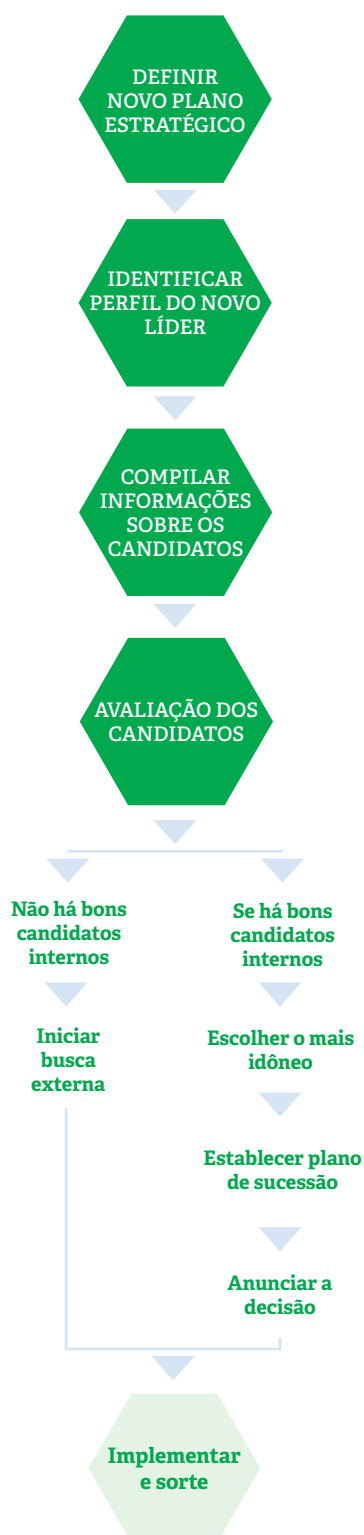 DEFINIR
NOVO PLANO
ESTRATÉGICO
IDENTIFICAR
PERFIL DO NOVO
LÍDER
COMPILAR
INFORMAÇÕES
SOBRE OS
CANDIDATOS
AVALIAÇÃO DOS
CANDIDATOS
Não há bons
candidatos
internos
Iniciar
busca
externa
Se há bons
candidatos
internos
Escolher o mais
idôneo
Establecer plano
de sucessão
Anunciar a
decisão
Implementar
e sorte